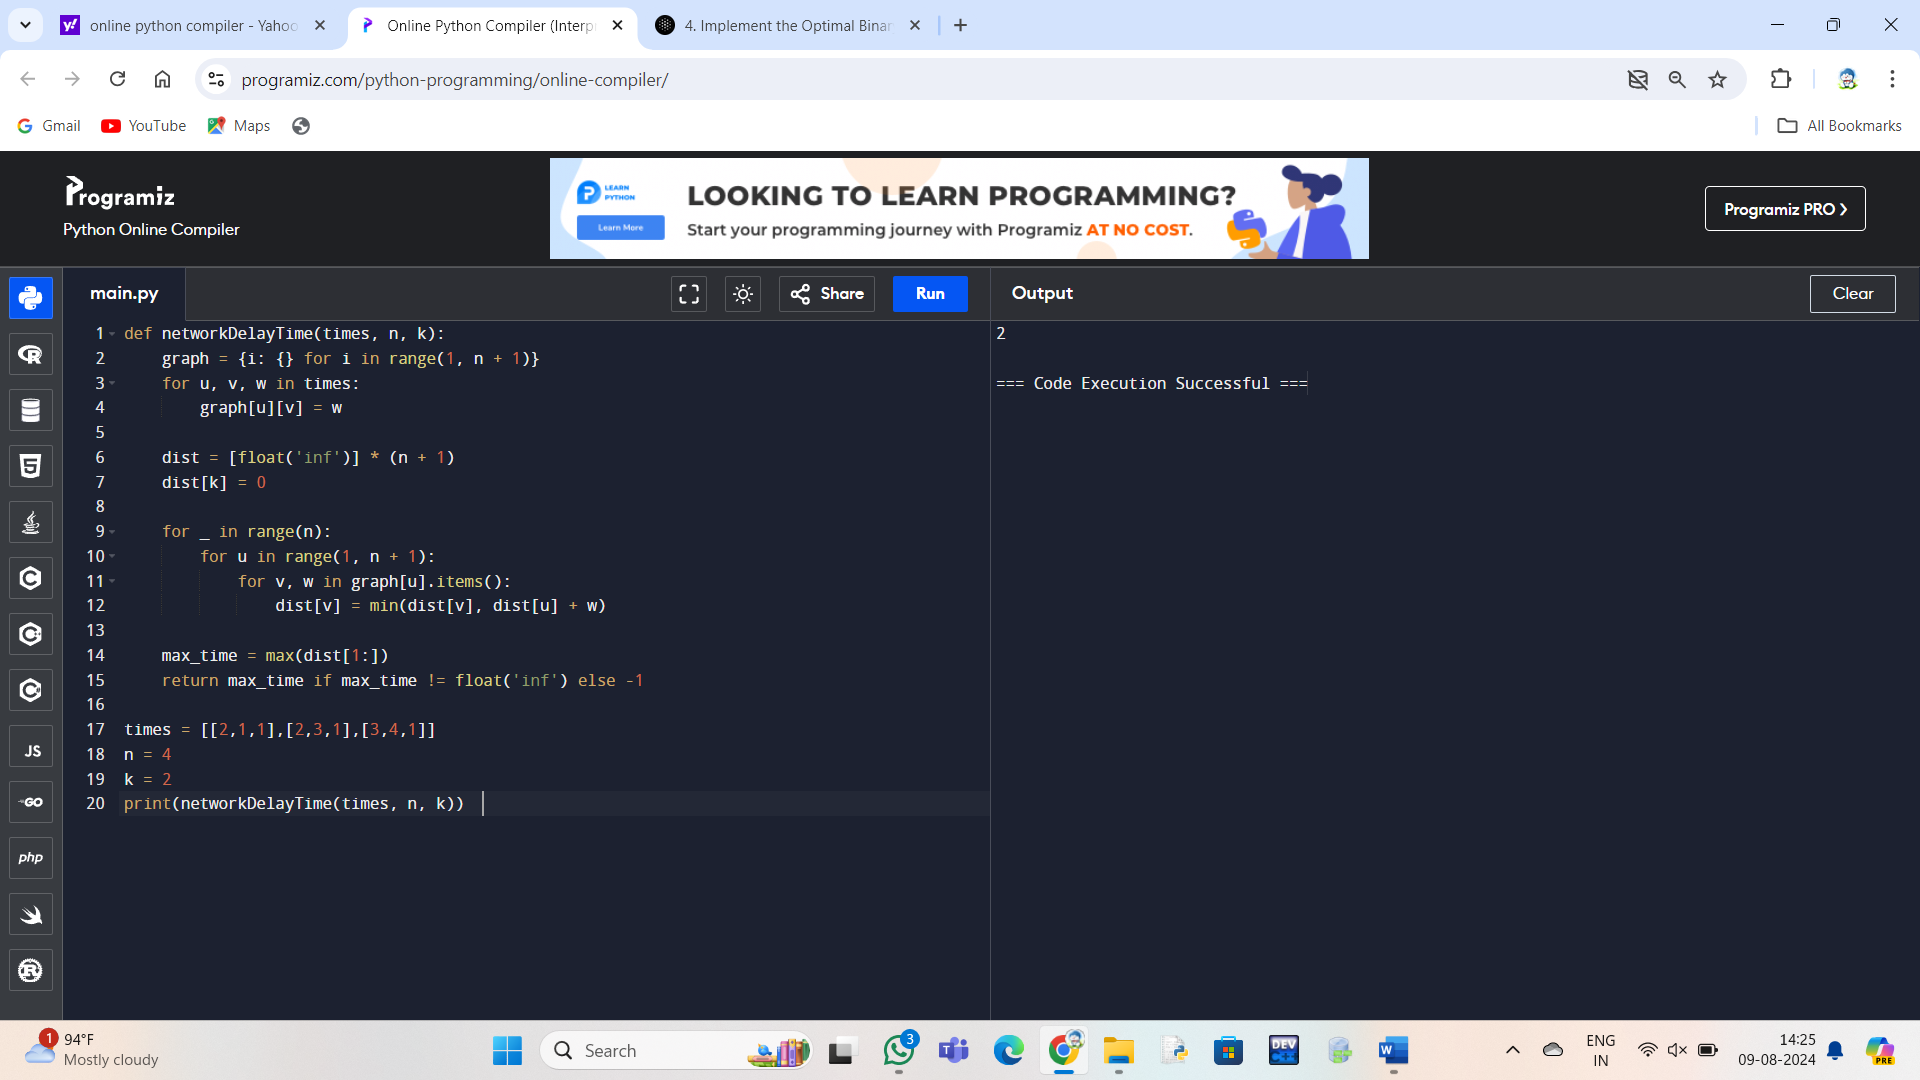 online python compiler - Yahoo
Online Python Compiler (Interp
4. Implement the Optimal Binar
programiz.com/python-programming/online-compiler/
Gmail
YouTube
Maps
All Bookmarks
Programiz
Python Online Compiler
LEARN
PYTHON
Learn More
LOOKING TO LEARN PROGRAMMING?
Start your programming journey with Programiz AT NO COST.
Programiz PRO
main.py
Share
Run
Output
Clear
1 def networkDelayTime(times, n, k):
2     graph = {i: {} for i in range(1, n + 1)}
3     for u, v, w in times:
4         graph[u][v] = w
5
6     dist = [float('inf')] * (n + 1)
7     dist[k] = 0
8
9     for _ in range(n):
10         for u in range(1, n + 1):
11             for v, w in graph[u].items():
12                 dist[v] = min(dist[v], dist[u] + w)
13
14     max_time = max(dist[1:])
15     return max_time if max_time != float('inf') else -1
16
17 times = [[2,1,1],[2,3,1],[3,4,1]]
18 n = 4
19 k = 2
20 print(networkDelayTime(times, n, k))
2
=== Code Execution Successful ===
JS
GO
php
1
94°F
Mostly cloudy
Search
3
DEV
ENG
IN
14:25
09-08-2024
PRE